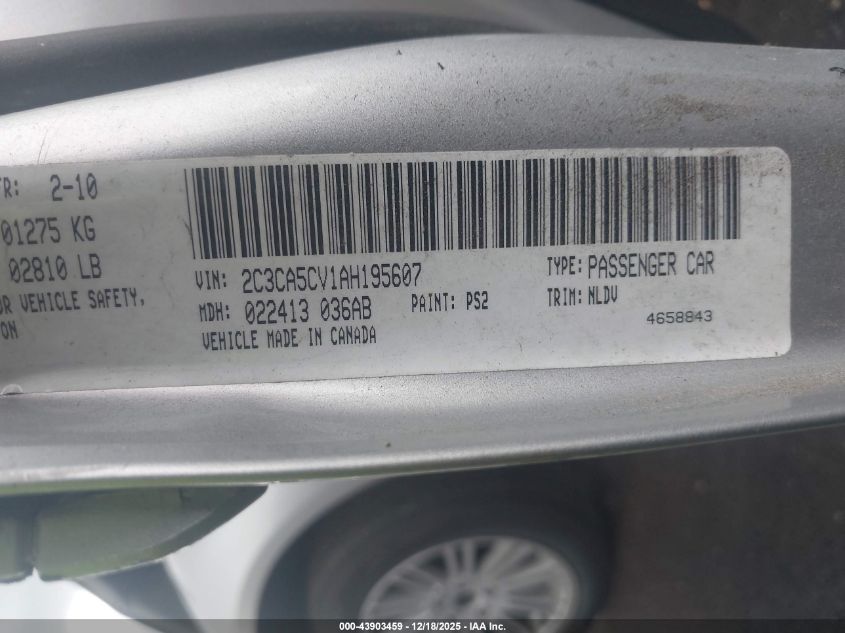 FR: 2-10
01275 KG
02810 LB
OR VEHICLE SAFETY,
ON
VIN: 2C3CA5CV1AH195607
TYPE: PASSENGER CAR
MDH: 022413 036AB PAINT: PS2 TRIM: NLDV
VEHICLE MADE IN CANADA
4658843
000-43903459 - 12/18/2025 - IAA Inc.